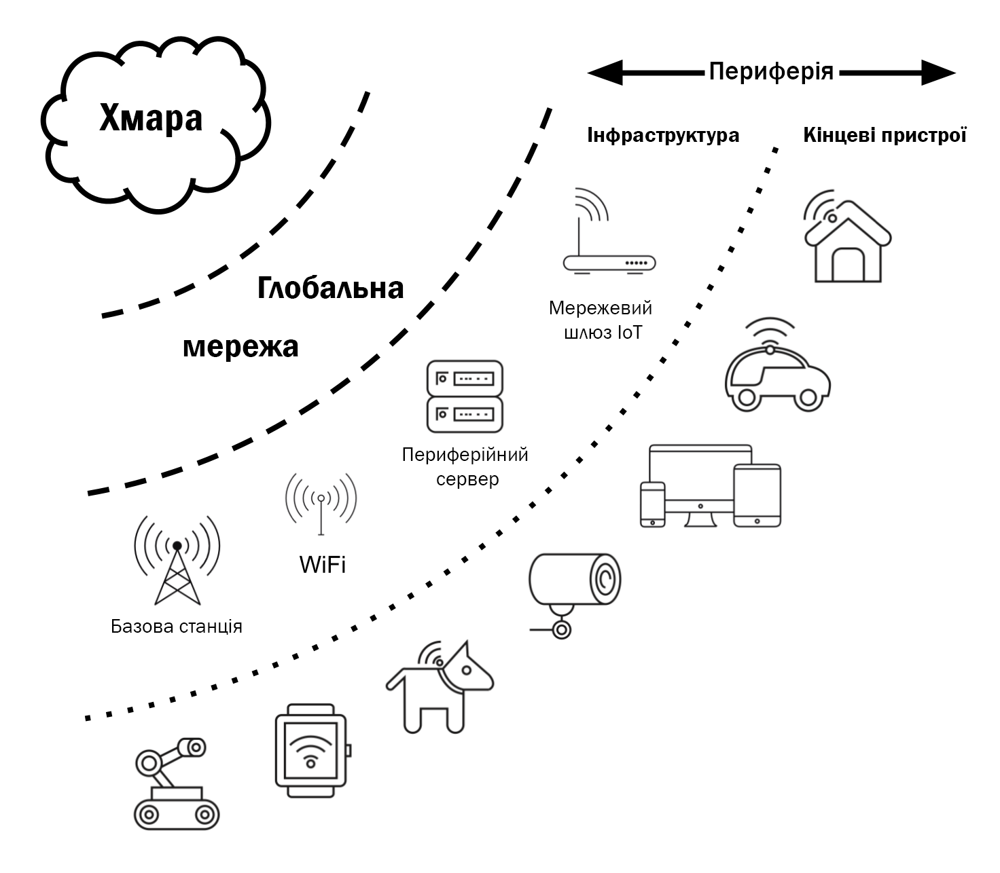 Хмара
Периферія
Інфраструктура
Кінцеві пристрої
Глобальна
мережа
Мережевий
шлюз IoT
Периферійний
сервер
WiFi
Базова станція